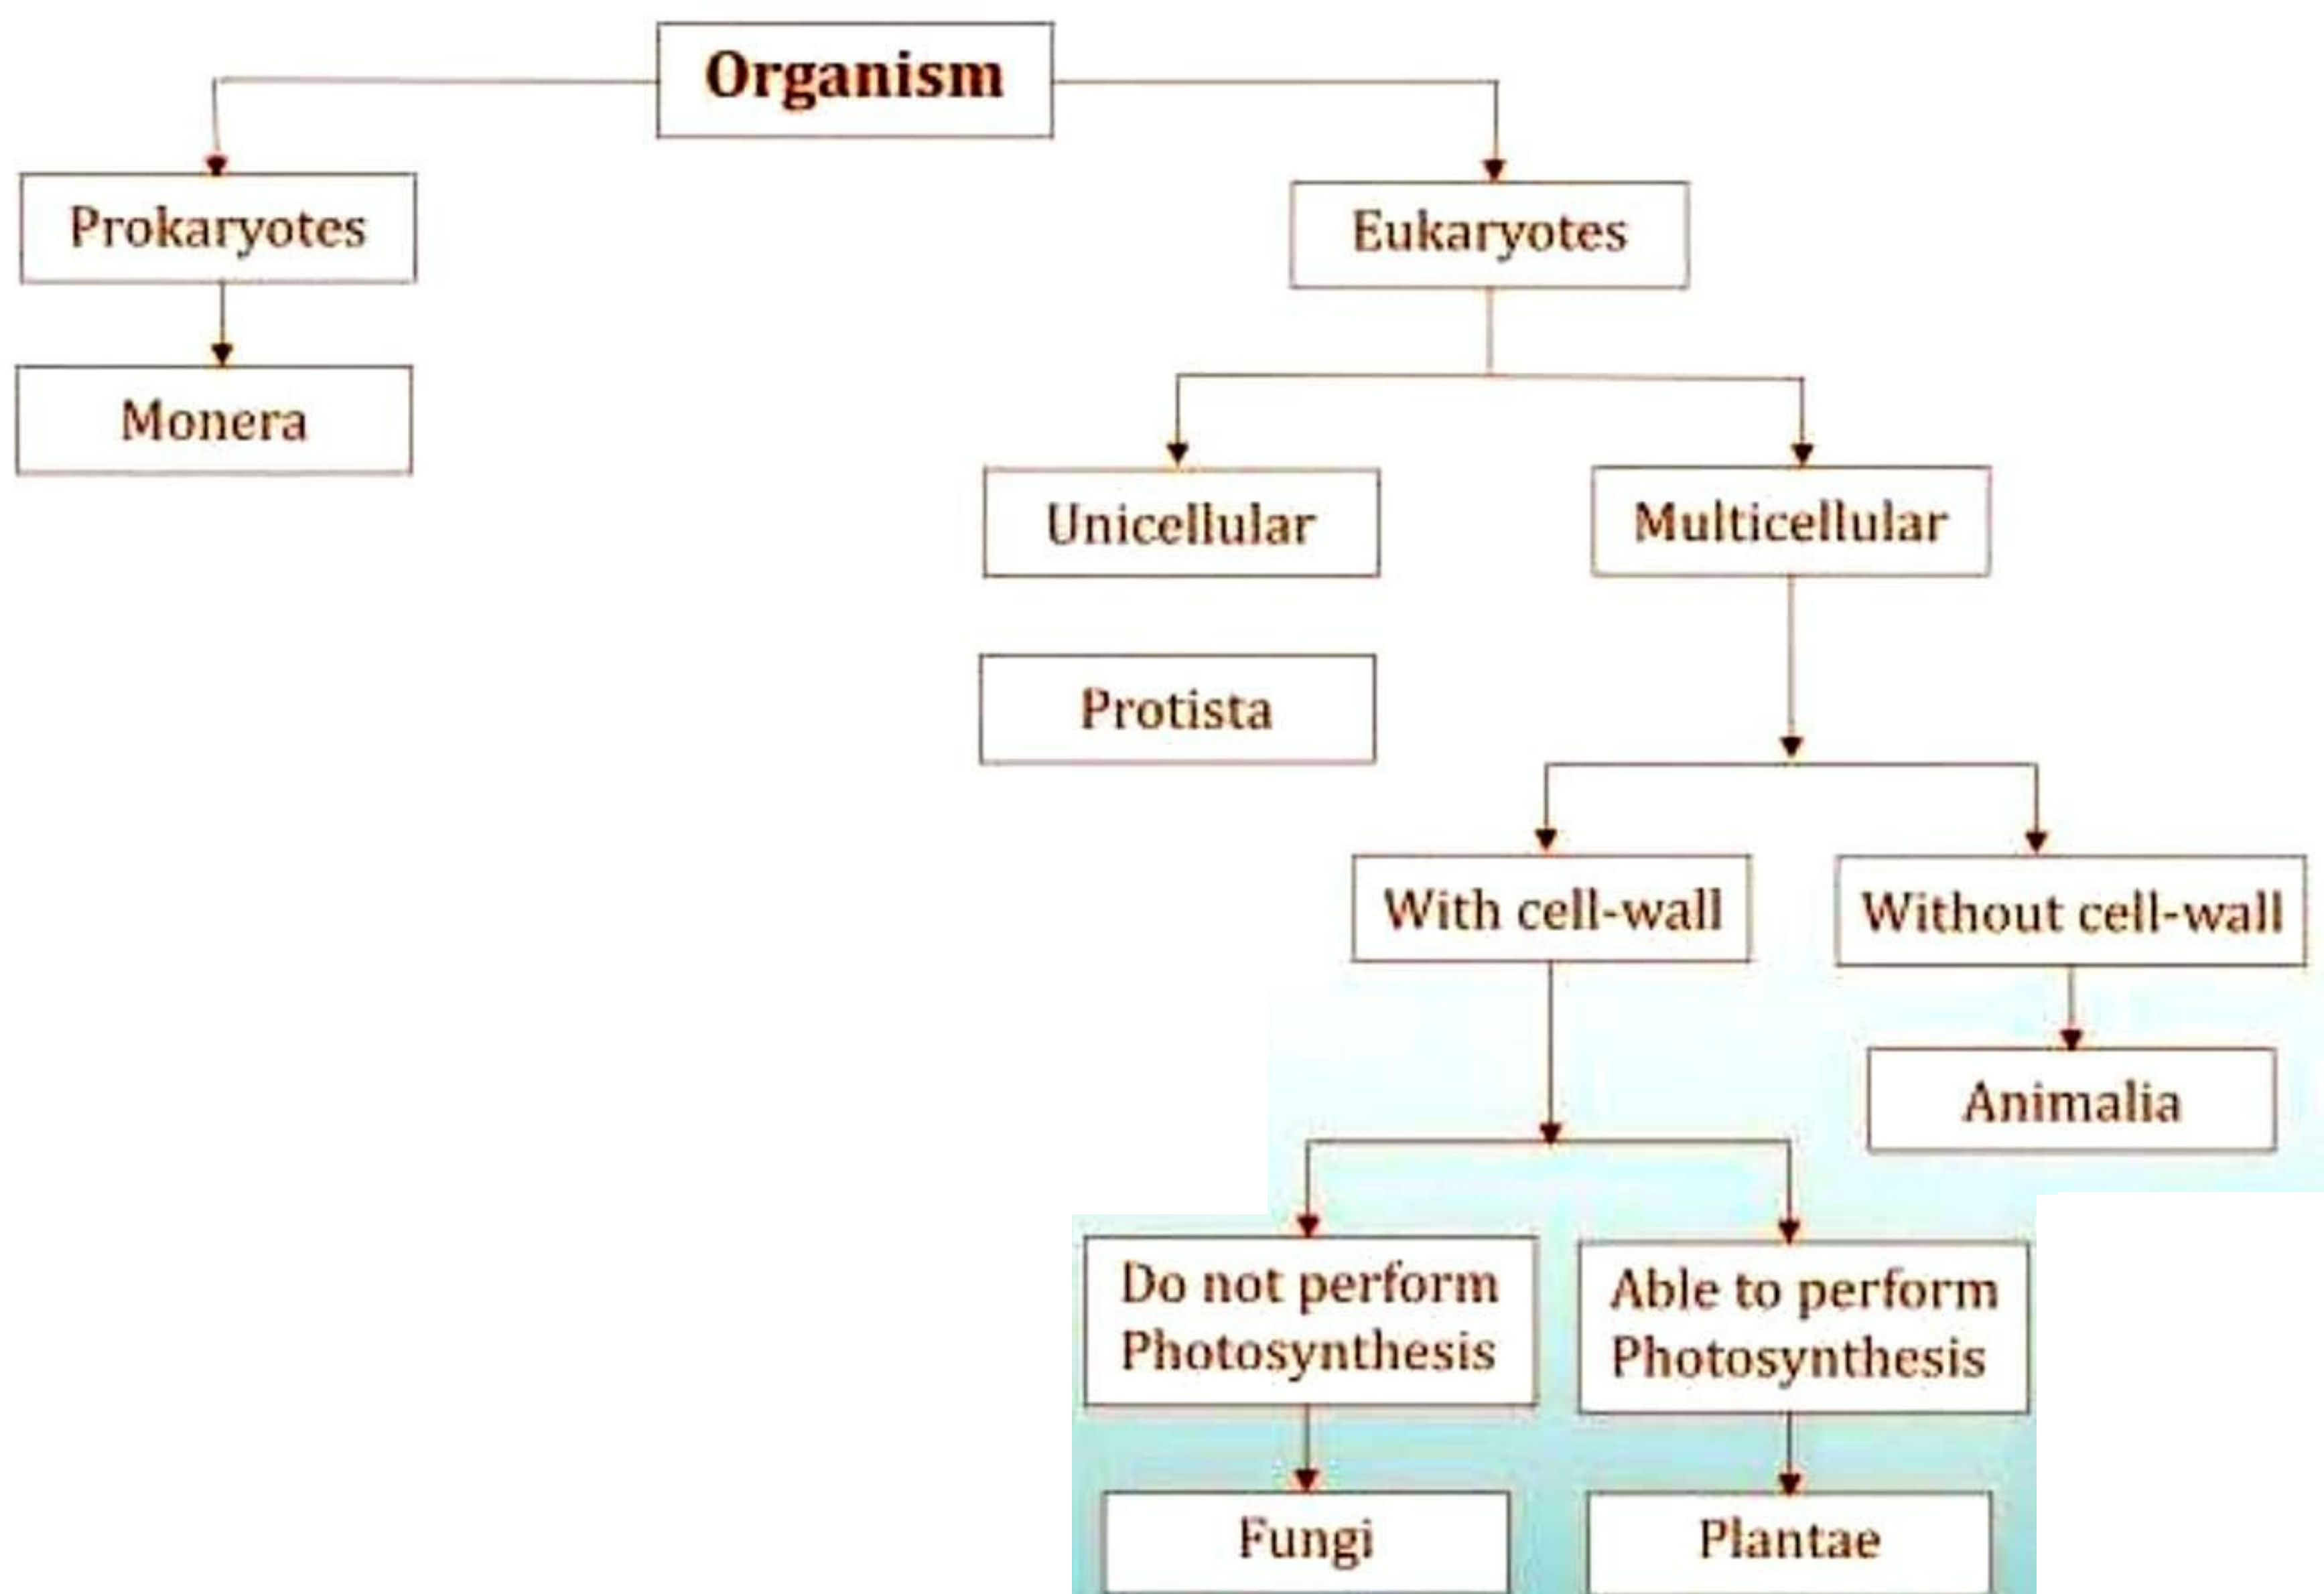 Organism
Prokaryotes
Eukaryotes
Monera
Unicellular
Multicellular
Protista
With cell-wall
Without cell-wall
Animalia
Do not perform
Photosynthesis
Able to perform
Photosynthesis
Fungi
Plantae